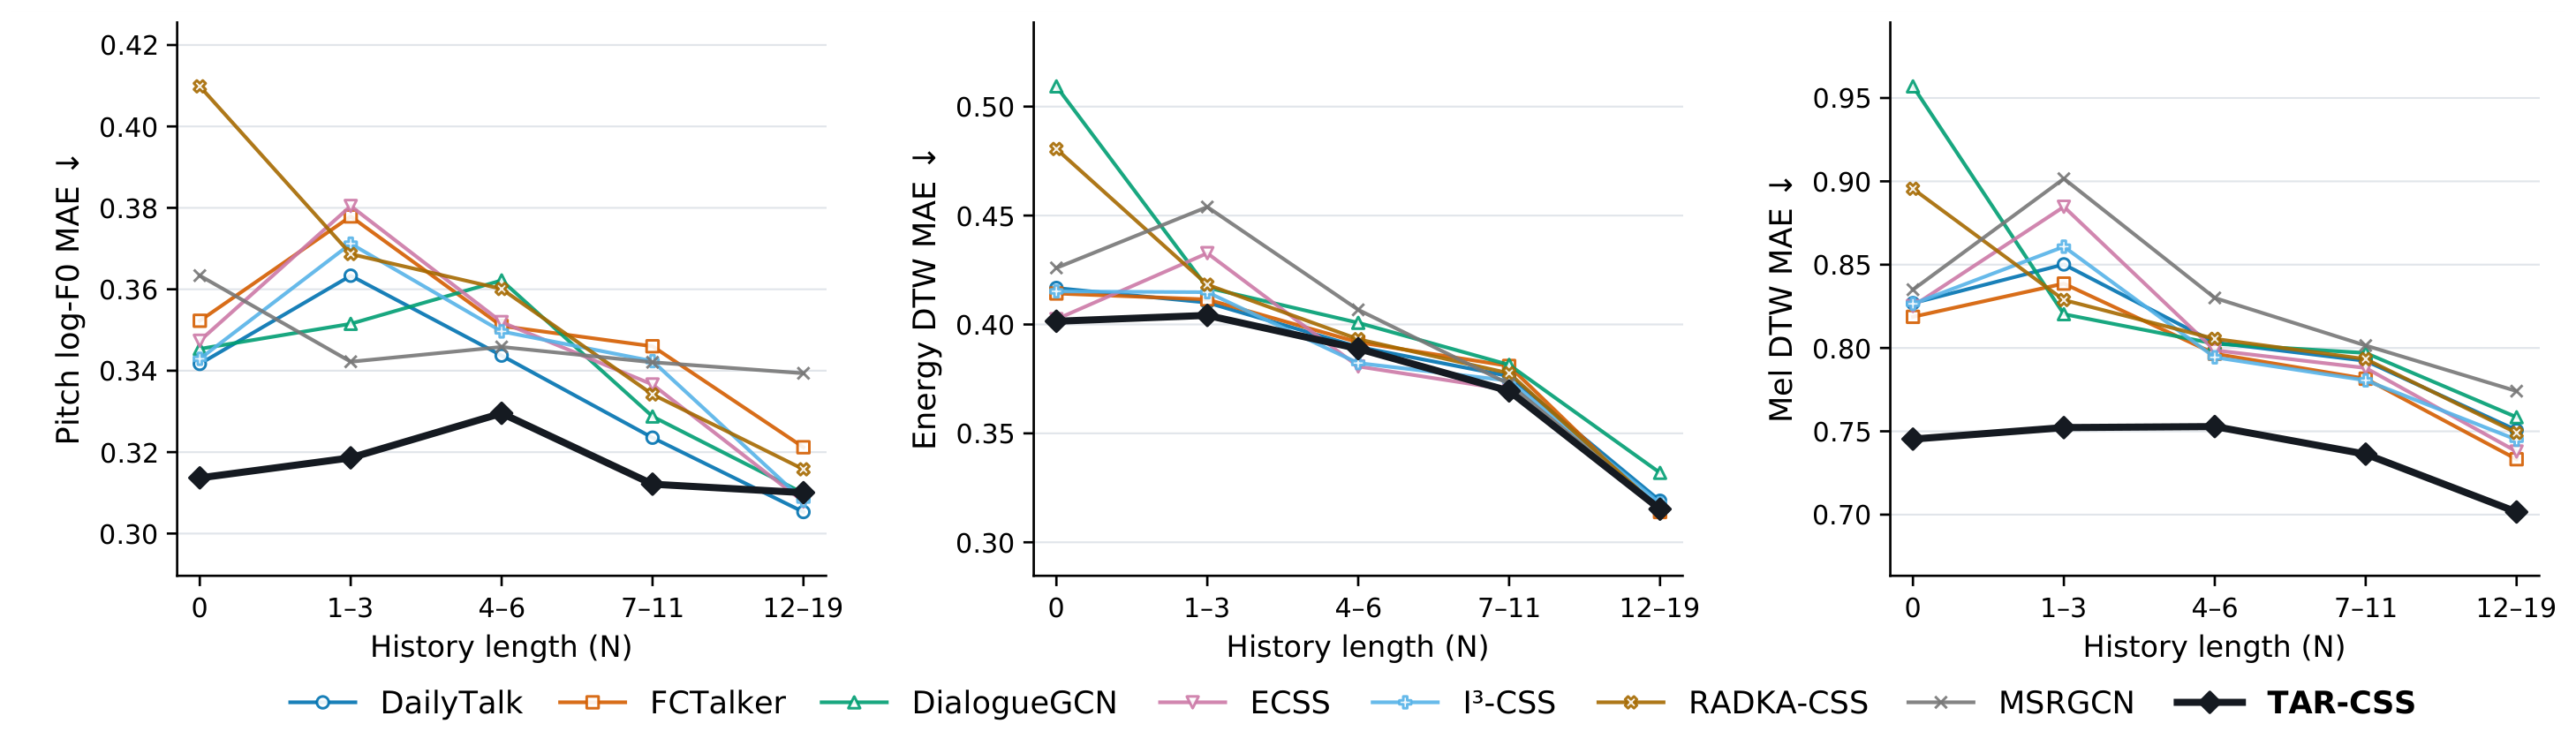 Pitch log-F0 MAE ↓
0.42
0.40
0.38
0.36
0.34
0.32
0.30
0
1–3
4–6
7–11
12–19
History length (N)
Energy DTW MAE ↓
0.50
0.45
0.40
0.35
0.30
0
1–3
4–6
7–11
12–19
History length (N)
Mel DTW MAE ↓
0.95
0.90
0.85
0.80
0.75
0.70
0
1–3
4–6
7–11
12–19
History length (N)
DailyTalk
FCTalker
DialogueGCN
ECSS
I³-CSS
RADKA-CSS
MSRGCN
TAR-CSS